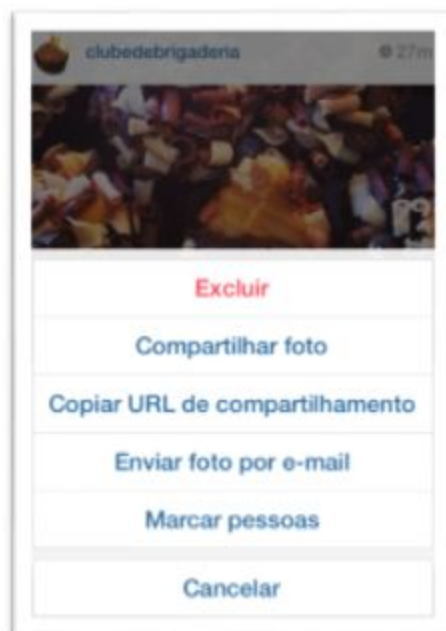 clubedebrigaderia 27m
Excluir
Compartilhar foto
Copiar URL de compartilhamento
Enviar foto por e-mail
Marcar pessoas
Cancelar